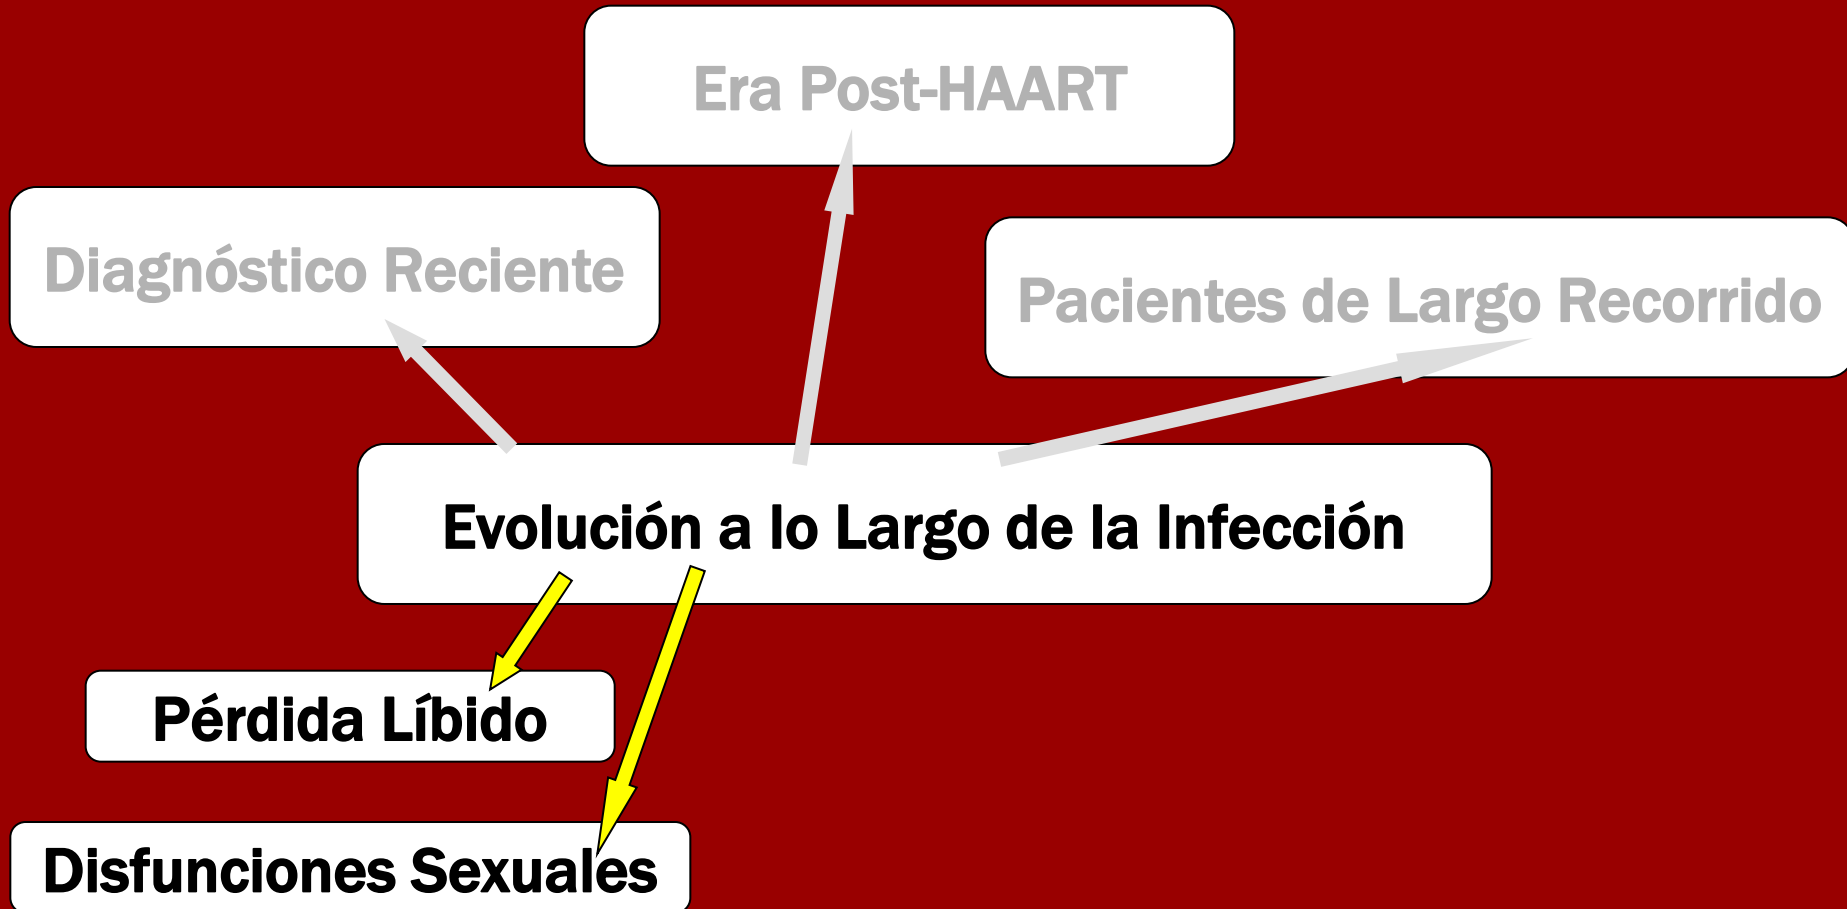 Era Post-HAART
Diagnóstico Reciente
Pacientes de Largo Recorrido
Evolución a lo Largo de la Infección
Pérdida Líbido
Disfunciones Sexuales